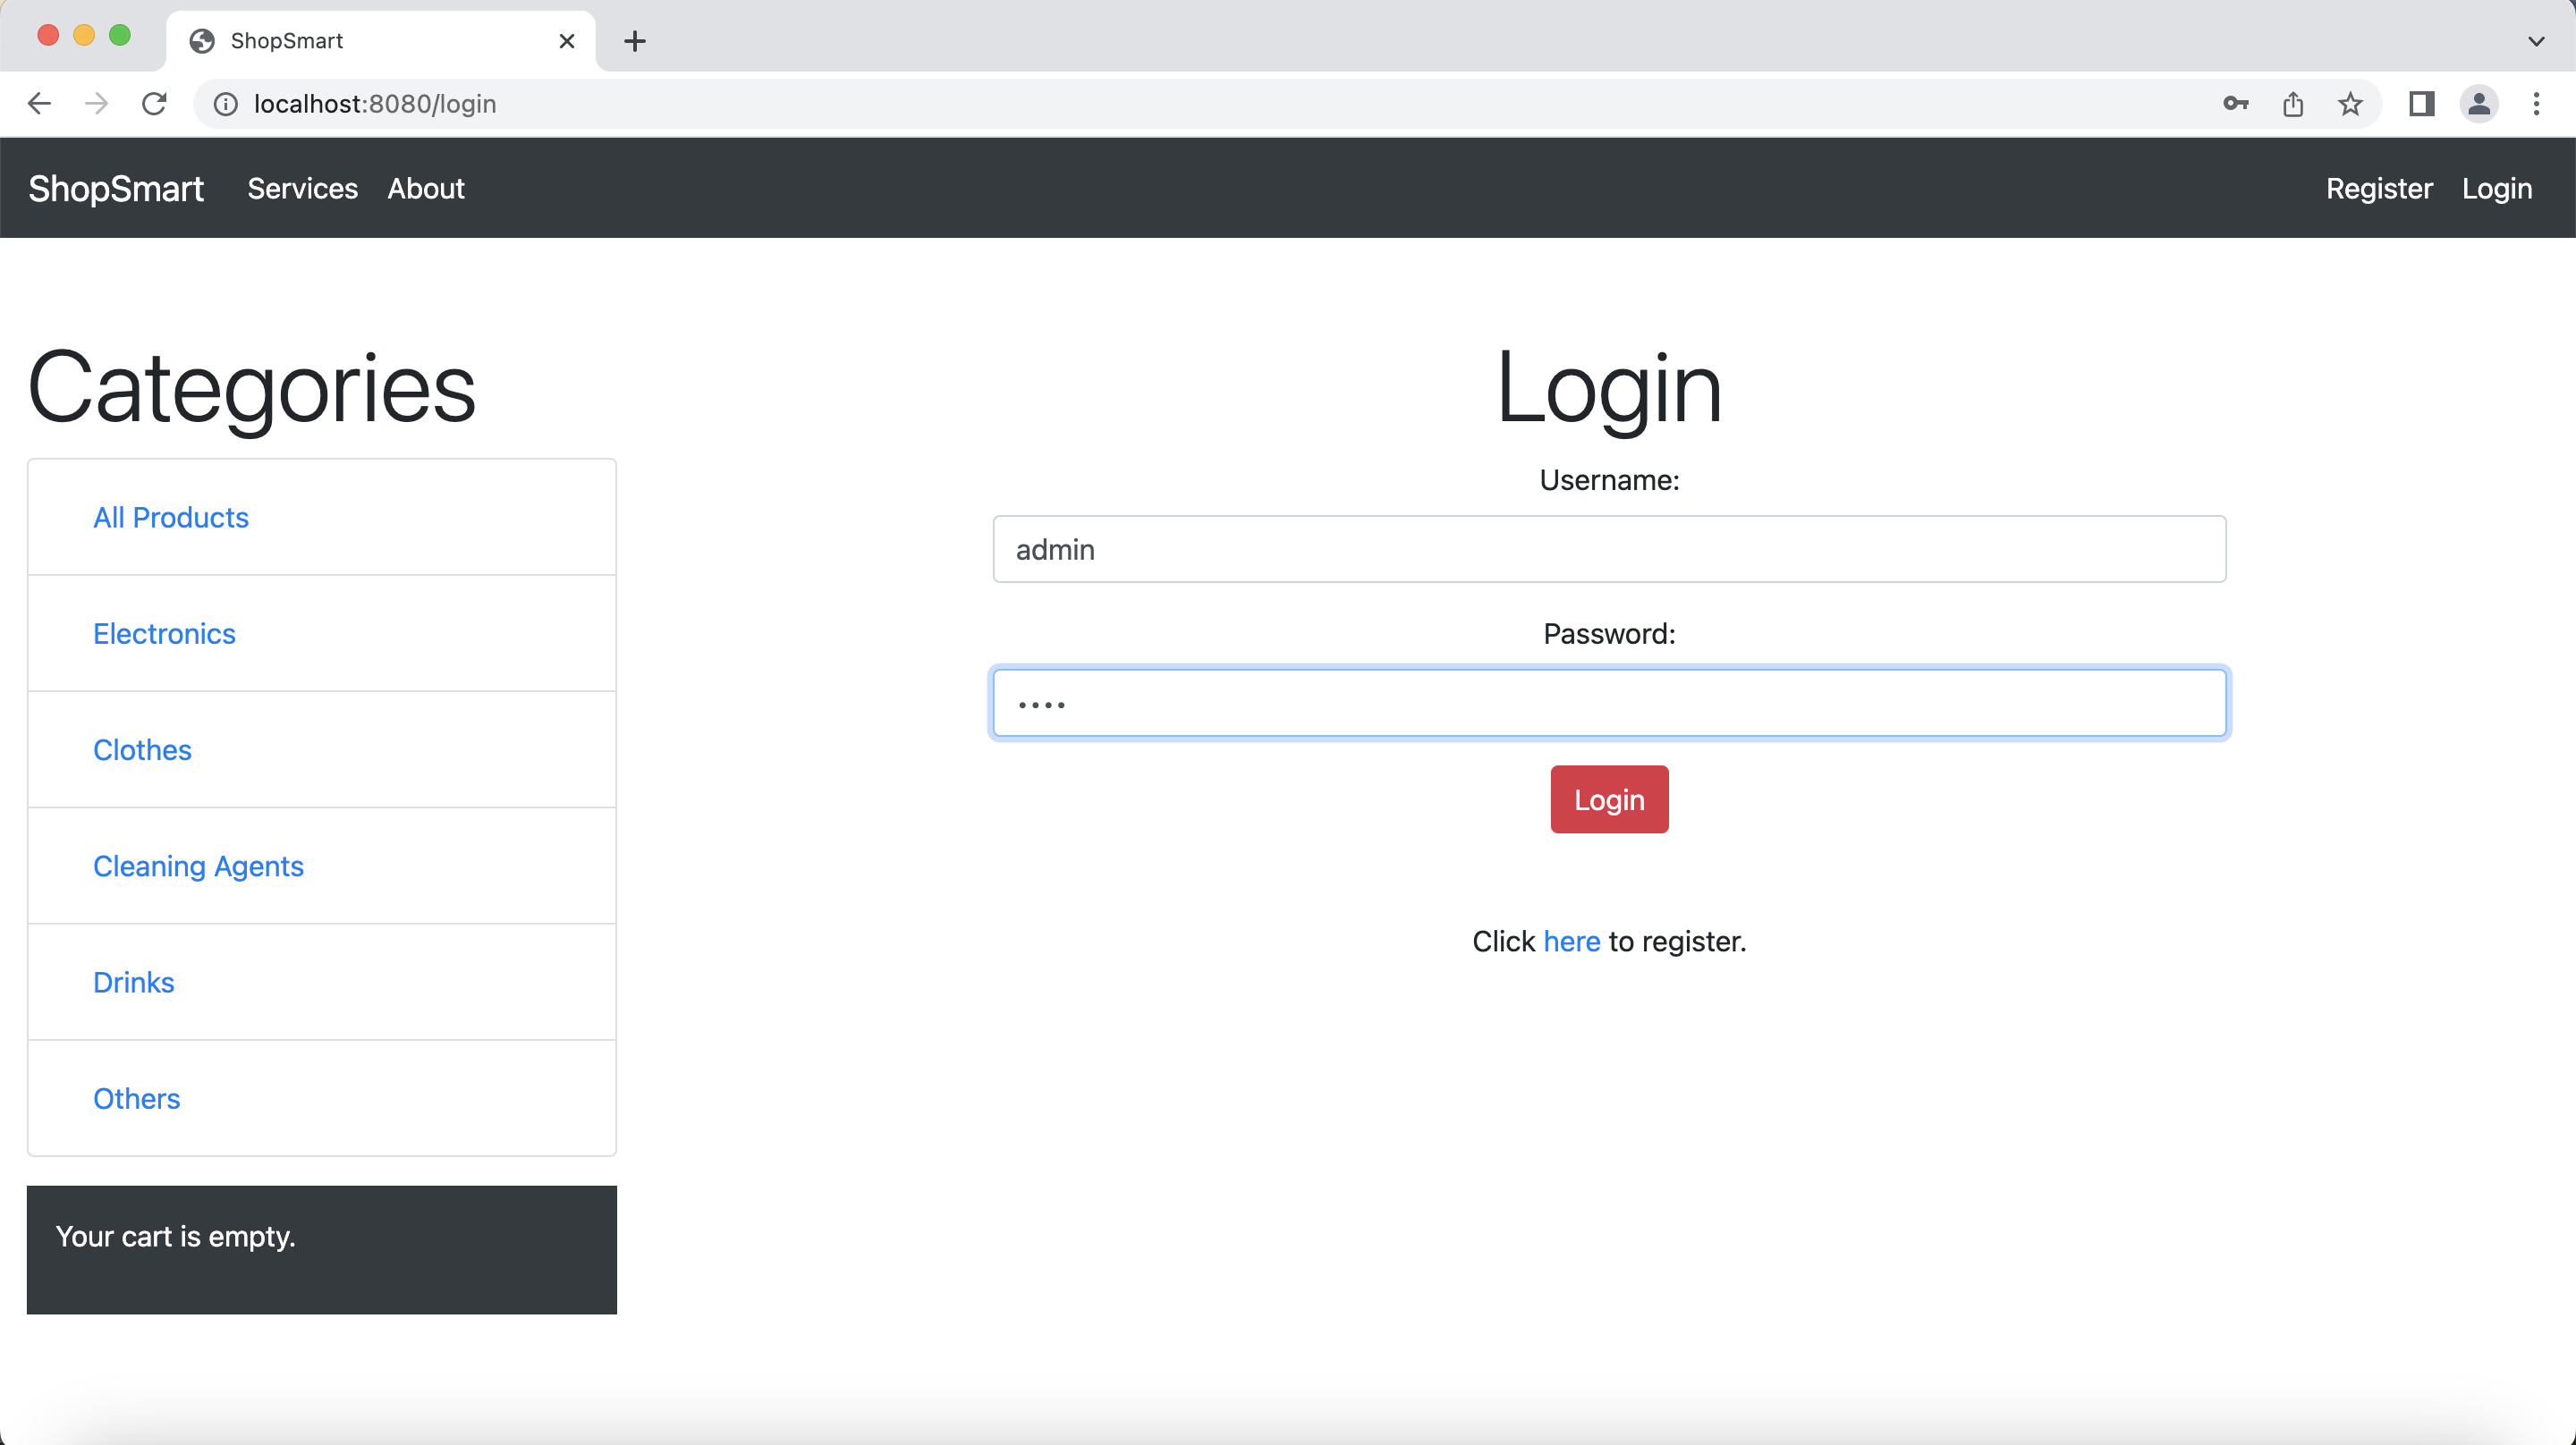 ShopSmart
localhost:8080/login
ShopSmart Services About Register Login
Categories
All Products
Electronics
Clothes
Cleaning Agents
Drinks
Others
Your cart is empty.
Login
Username:
admin
Password:
••••
Login
Click here to register.